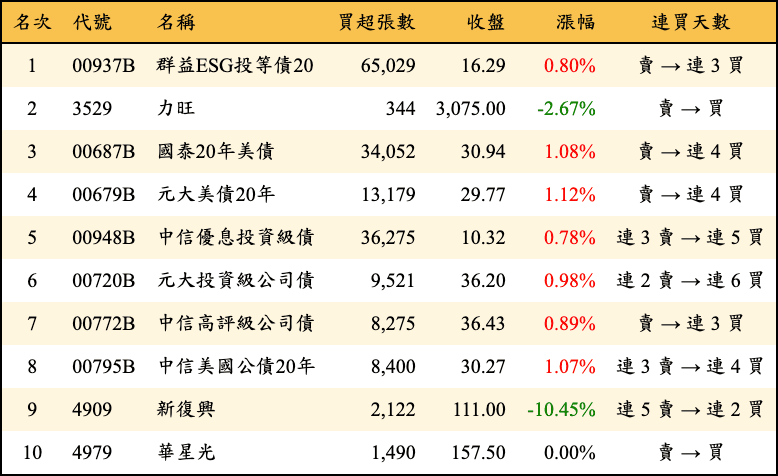 名次 代號 名稱 買超張數 收盤 漲幅 連買天數
1 00937B 群益ESG投等債20 65,029 16.29 0.80% 賣 → 連 3 買
2 3529 力旺 344 3,075.00 -2.67% 賣 → 買
3 00687B 國泰20年美債 34,052 30.94 1.08% 賣 → 連 4 買
4 00679B 元大美債20年 13,179 29.77 1.12% 賣 → 連 4 買
5 00948B 中信優息投資級債 36,275 10.32 0.78% 連 3 賣 → 連 5 買
6 00720B 元大投資級公司債 9,521 36.20 0.98% 連 2 賣 → 連 6 買
7 00772B 中信高評級公司債 8,275 36.43 0.89% 賣 → 連 3 買
8 00795B 中信美國公債20年 8,400 30.27 1.07% 連 3 賣 → 連 4 買
9 4909 新復興 2,122 111.00 -10.45% 連 5 賣 → 連 2 買
10 4979 華星光 1,490 157.50 0.00% 賣 → 買